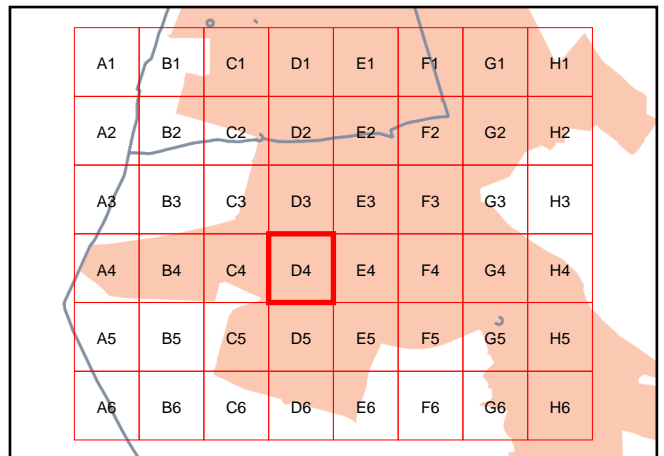 A1 B1 C1 D1 E1 F1 G1 H1
A2 B2 C2 D2 E2 F2 G2 H2
A3 B3 C3 D3 E3 F3 G3 H3
A4 B4 C4 D4 E4 F4 G4 H4
A5 B5 C5 D5 E5 F5 G5 H5
A6 B6 C6 D6 E6 F6 G6 H6